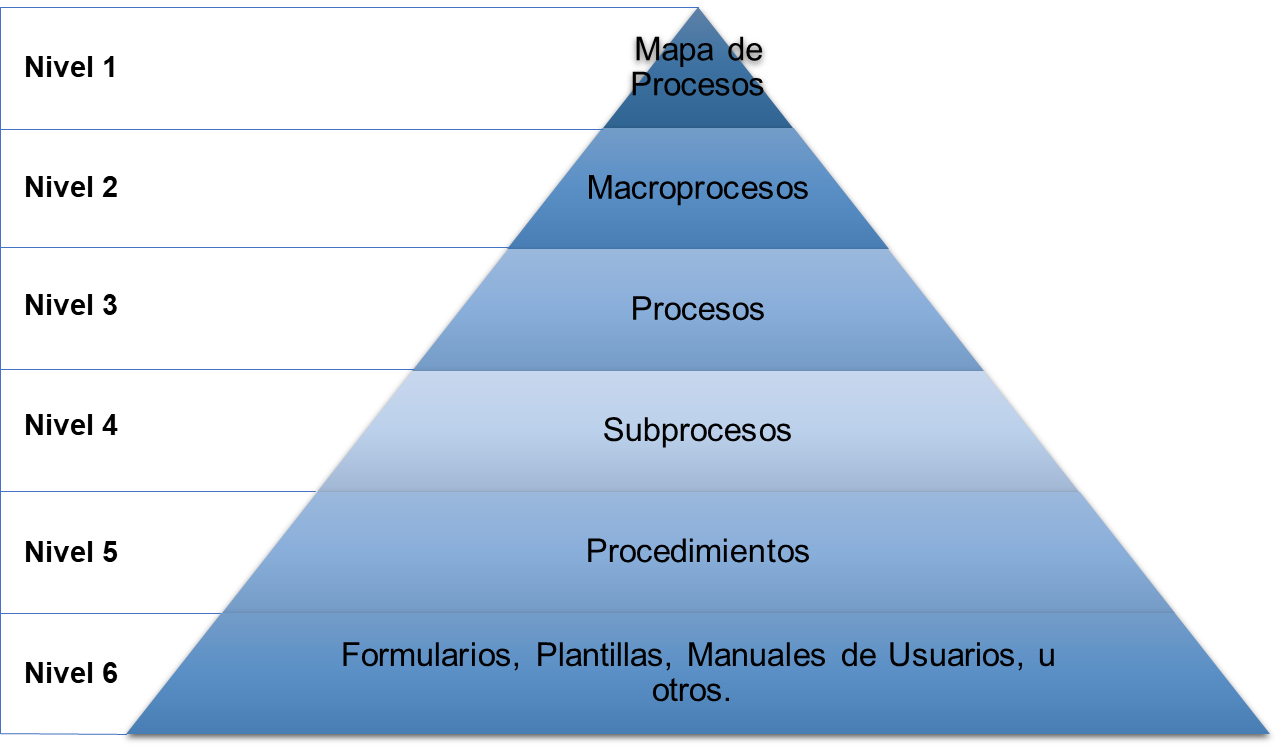 Nivel 1
Mapa de
Procesos
Nivel 2
Macroprocesos
Nivel 3
Procesos
Nivel 4
Subprocesos
Nivel 5
Procedimientos
Nivel 6
Formularios, Plantillas, Manuales de Usuarios, u
otros.